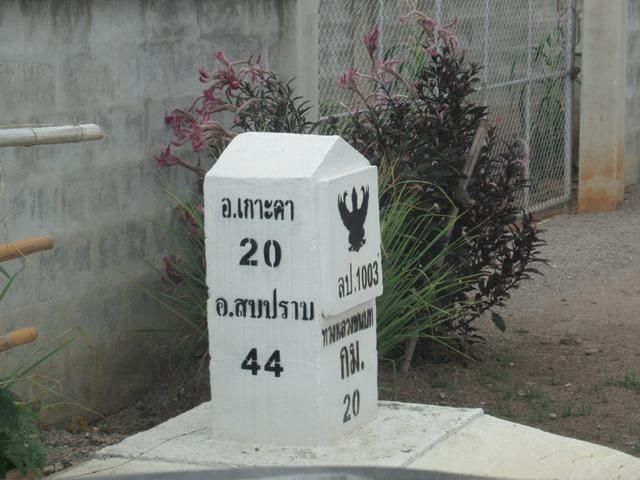 อ.เกาะคา
20
อ.สบปราบ
44
ลป.1003
ทางหลวงชนบท
กม.
20